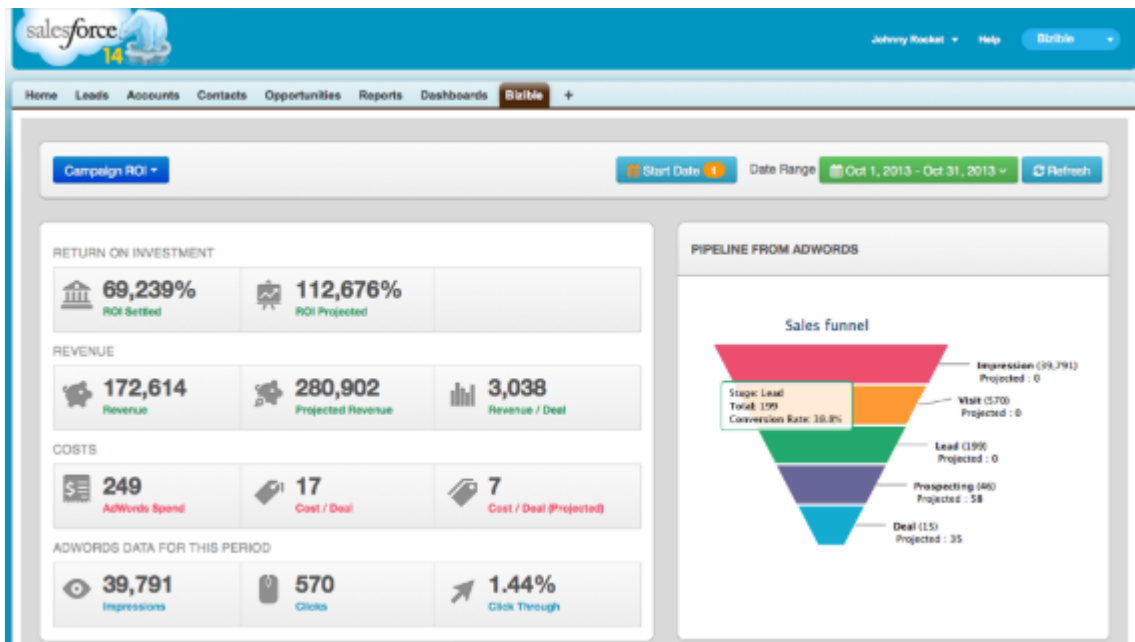 salesforce
14
Johnny Rocket Help Bizible
Home Leads Accounts Contacts Opportunities Reports Dashboards Bizible +
Campaign ROI
Start Date 1 Date Range Oct 1, 2013 - Oct 31, 2013 Refresh
RETURN ON INVESTMENT
69,239%
ROI Settled
112,676%
ROI Projected
REVENUE
172,614
Revenue
280,902
Projected Revenue
3,038
Revenue / Deal
COSTS
249
AdWords Spend
17
Cost / Deal
7
Cost / Deal (Projected)
ADWORDS DATA FOR THIS PERIOD
39,791
Impressions
570
Clicks
1.44%
Click Through
PIPELINE FROM ADWORDS
Sales funnel
Impression (39,791)
Projected : 0
Stage: Lead
Total: 199
Conversion Rate: 38.8%
Visit (570)
Projected : 0
Lead (199)
Projected : 0
Prospecting (46)
Projected : 58
Deal (15)
Projected : 35